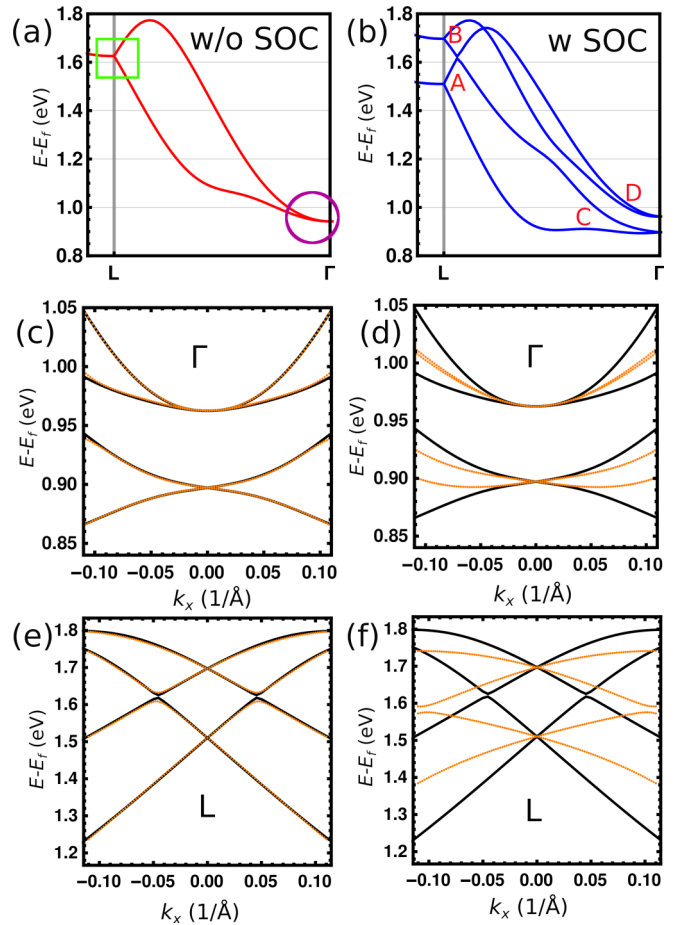 (a) w/o SOC
1.8
1.6
1.4
1.2
1.0
0.8
E-E_f (eV)
L Γ
(b) w SOC
1.8
1.6
1.4
1.2
1.0
0.8
E-E_f (eV)
B
A
C
D
L Γ
(c) Γ
1.05
1.00
0.95
0.90
0.85
E-E_f (eV)
−0.10 −0.05 0.00 0.05 0.10
k_x (1/Å)
(d) Γ
1.05
1.00
0.95
0.90
0.85
E-E_f (eV)
−0.10 −0.05 0.00 0.05 0.10
k_x (1/Å)
(e) L
1.8
1.7
1.6
1.5
1.4
1.3
1.2
E-E_f (eV)
−0.10 −0.05 0.00 0.05 0.10
k_x (1/Å)
(f) L
1.8
1.7
1.6
1.5
1.4
1.3
1.2
E-E_f (eV)
−0.10 −0.05 0.00 0.05 0.10
k_x (1/Å)